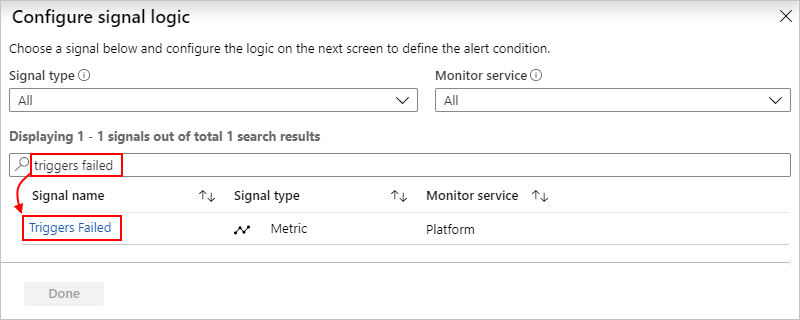 Configure signal logic
Choose a signal below and configure the logic on the next screen to define the alert condition.
Signal type Monitor service
All All
Displaying 1 - 1 signals out of total 1 search results
triggers failed
Signal name Signal type Monitor service
Triggers Failed Metric Platform
Done